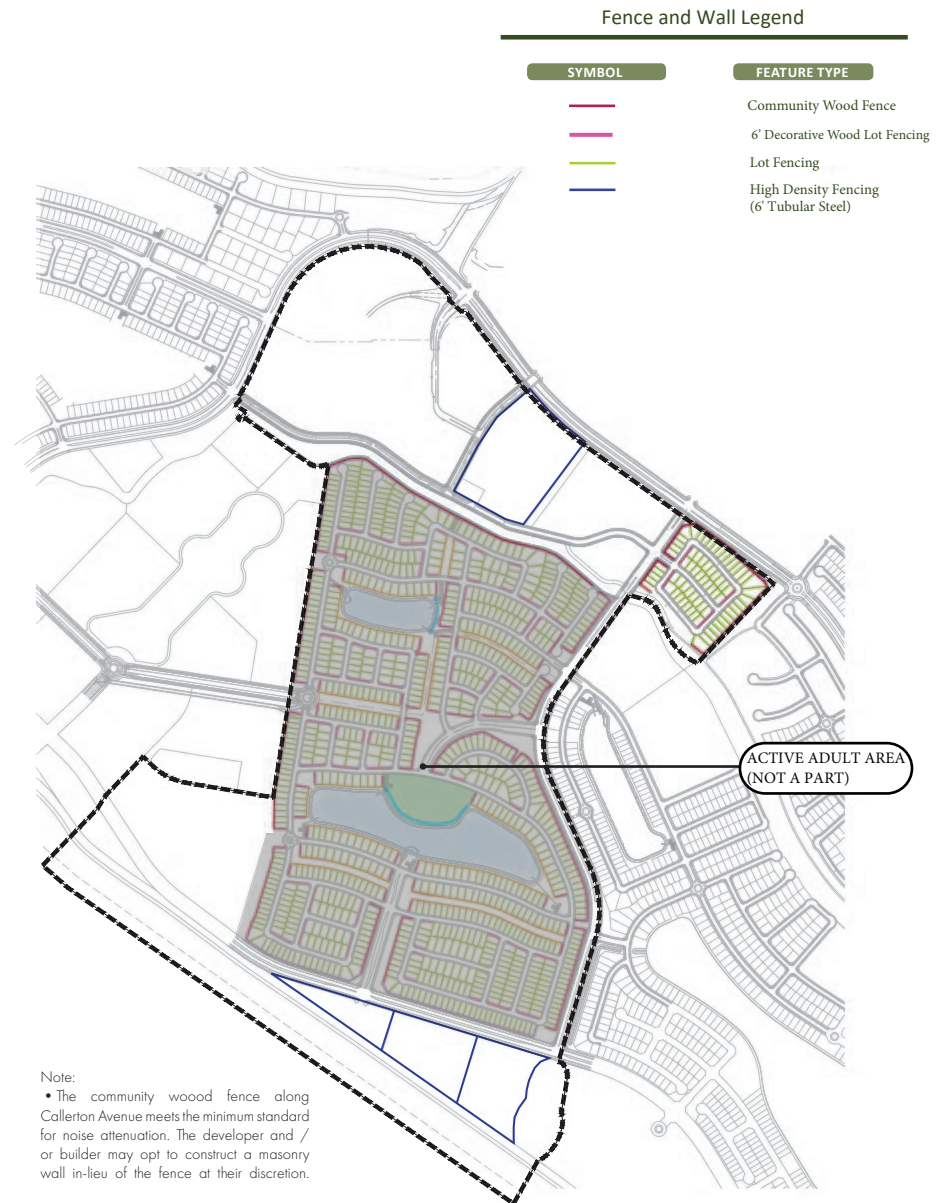 Fence and Wall Legend
SYMBOL FEATURE TYPE
Community Wood Fence
6' Decorative Wood Lot Fencing
Lot Fencing
High Density Fencing
(6' Tubular Steel)
ACTIVE ADULT AREA
(NOT A PART)
Note:
• The community woood fence along
Callerton Avenue meets the minimum standard
for noise attenuation. The developer and /
or builder may opt to construct a masonry
wall in-lieu of the fence at their discretion.